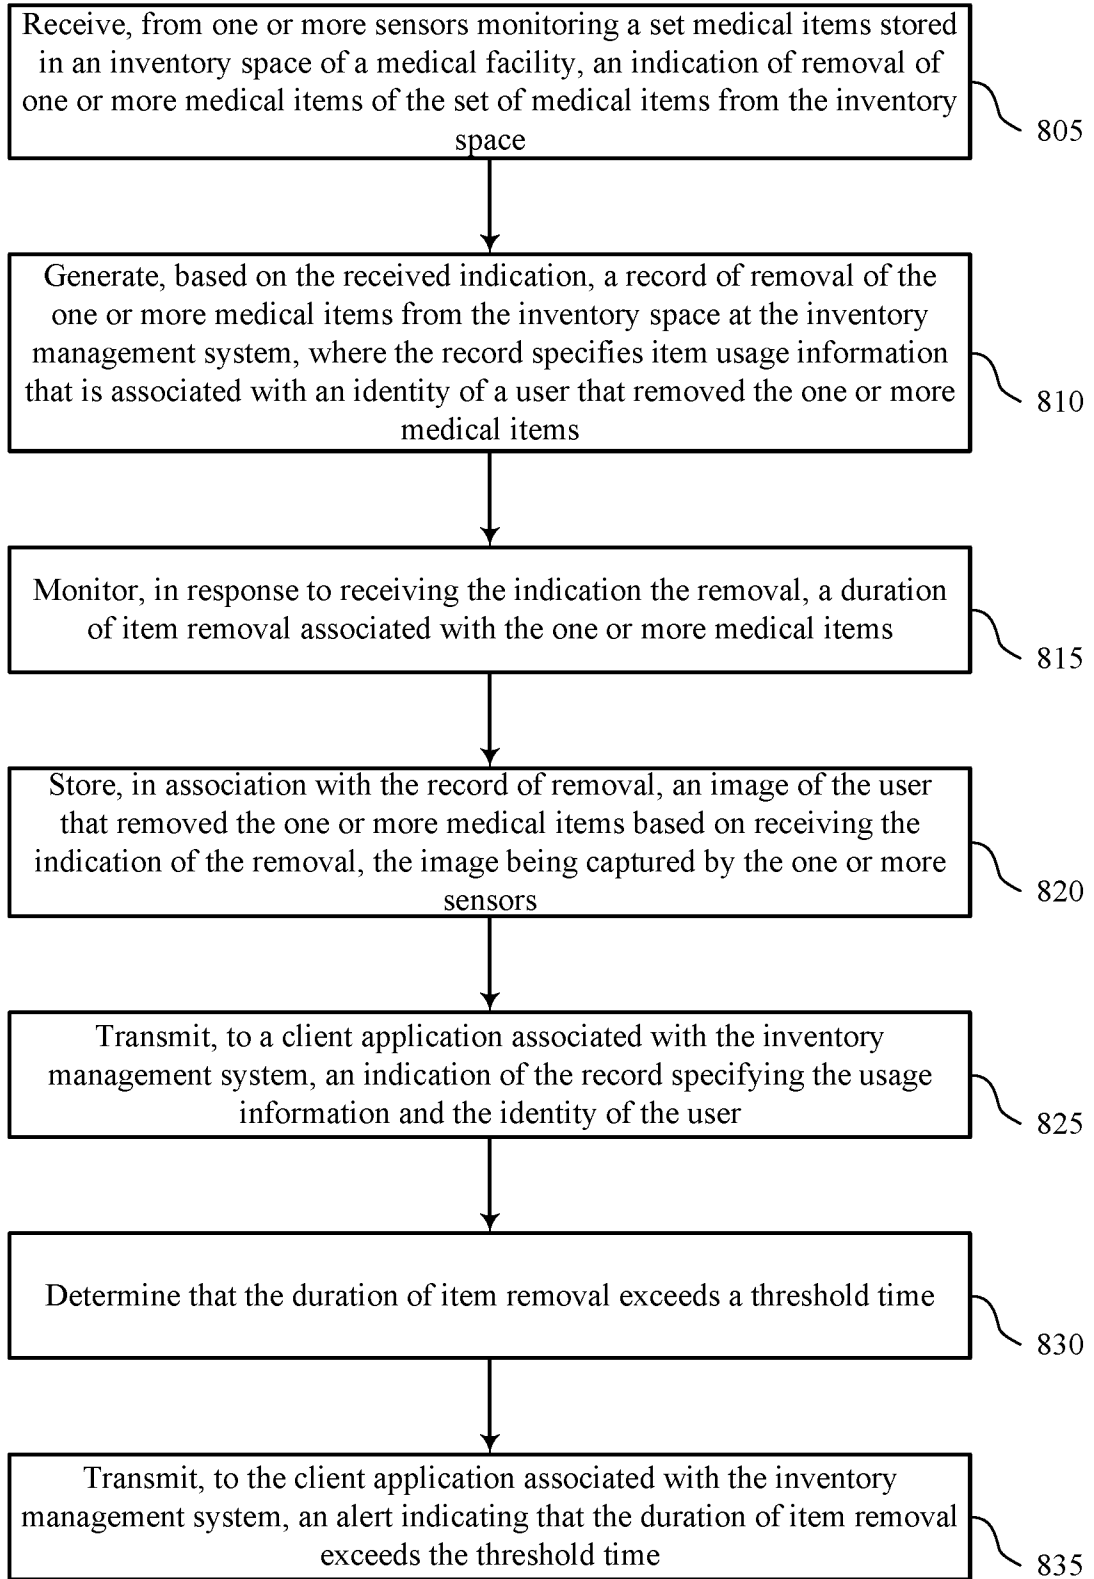 Receive, from one or more sensors monitoring a set medical items stored
in an inventory space of a medical facility, an indication of removal of
one or more medical items of the set of medical items from the inventory
space
805
Generate, based on the received indication, a record of removal of the
one or more medical items from the inventory space at the inventory
management system, where the record specifies item usage information
that is associated with an identity of a user that removed the one or more
medical items
810
Monitor, in response to receiving the indication the removal, a duration
of item removal associated with the one or more medical items
815
Store, in association with the record of removal, an image of the user
that removed the one or more medical items based on receiving the
indication of the removal, the image being captured by the one or more
sensors
820
Transmit, to a client application associated with the inventory
management system, an indication of the record specifying the usage
information and the identity of the user
825
Determine that the duration of item removal exceeds a threshold time
830
Transmit, to the client application associated with the inventory
management system, an alert indicating that the duration of item removal
exceeds the threshold time
835